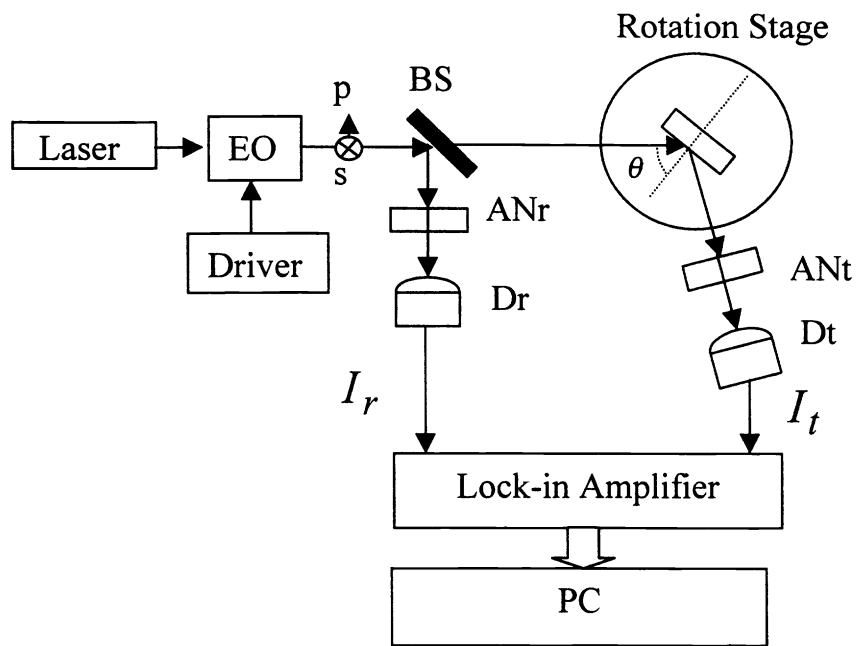 Rotation Stage
BS
p
Laser
EO
s
θ
ANr
ANt
Driver
Dr
Dt
I_r
I_t
Lock-in Amplifier
PC